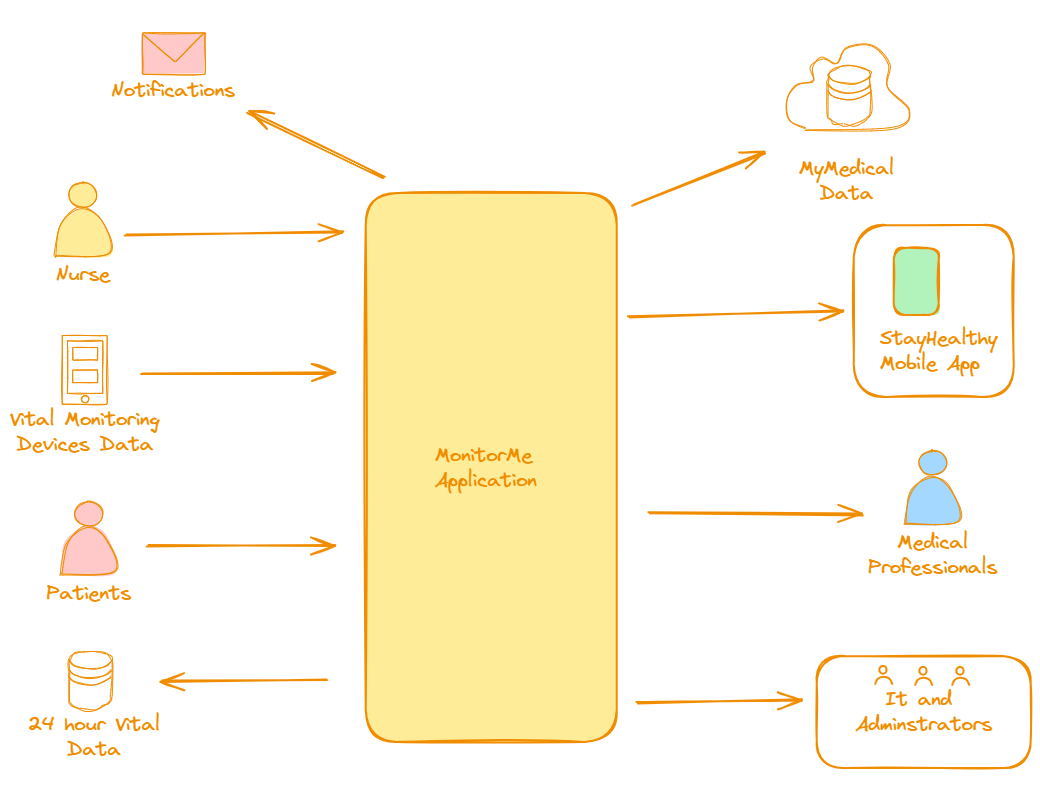 Notifications
MyMedical
Data
Nurse
StayHealthy
Mobile App
Vital Monitoring
Devices Data
MonitorMe
Application
Medical
Professionals
Patients
It and
Adminstrators
24 hour Vital
Data